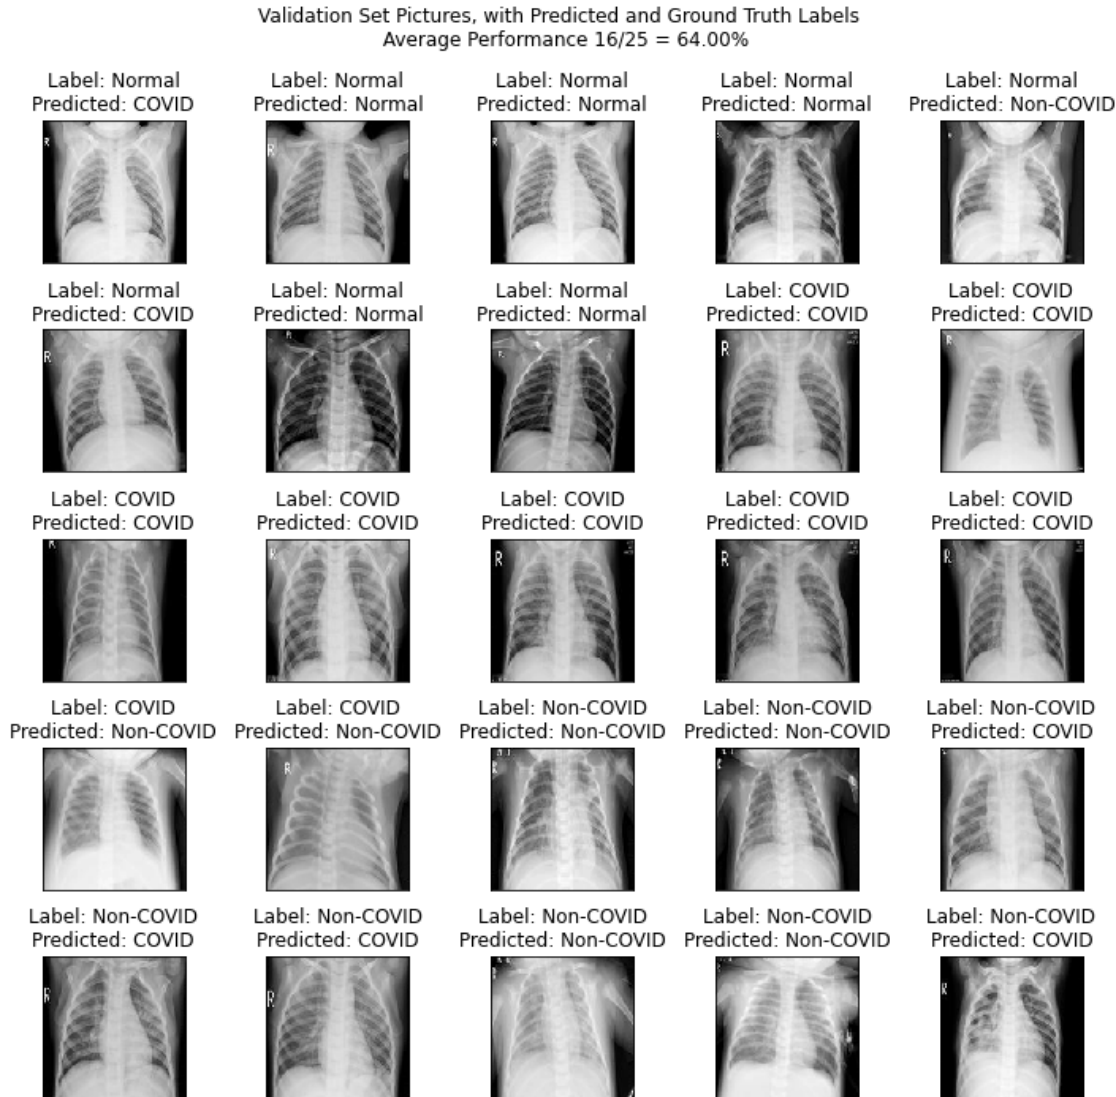 Validation Set Pictures, with Predicted and Ground Truth Labels
Average Performance 16/25 = 64.00%
Label: Normal
Predicted: COVID
Label: Normal
Predicted: Normal
Label: Normal
Predicted: Normal
Label: Normal
Predicted: Normal
Label: Normal
Predicted: Non-COVID
R
R
R
Label: Normal
Predicted: COVID
Label: Normal
Predicted: Normal
Label: Normal
Predicted: Normal
Label: COVID
Predicted: COVID
Label: COVID
Predicted: COVID
R
R
R
R
R
Label: COVID
Predicted: COVID
Label: COVID
Predicted: COVID
Label: COVID
Predicted: COVID
Label: COVID
Predicted: COVID
Label: COVID
Predicted: COVID
R
R
R
R
R
Label: COVID
Predicted: Non-COVID
Label: COVID
Predicted: Non-COVID
Label: Non-COVID
Predicted: Non-COVID
Label: Non-COVID
Predicted: Non-COVID
Label: Non-COVID
Predicted: COVID
R
R
Label: Non-COVID
Predicted: COVID
Label: Non-COVID
Predicted: COVID
Label: Non-COVID
Predicted: Non-COVID
Label: Non-COVID
Predicted: Non-COVID
Label: Non-COVID
Predicted: COVID
R
R
R